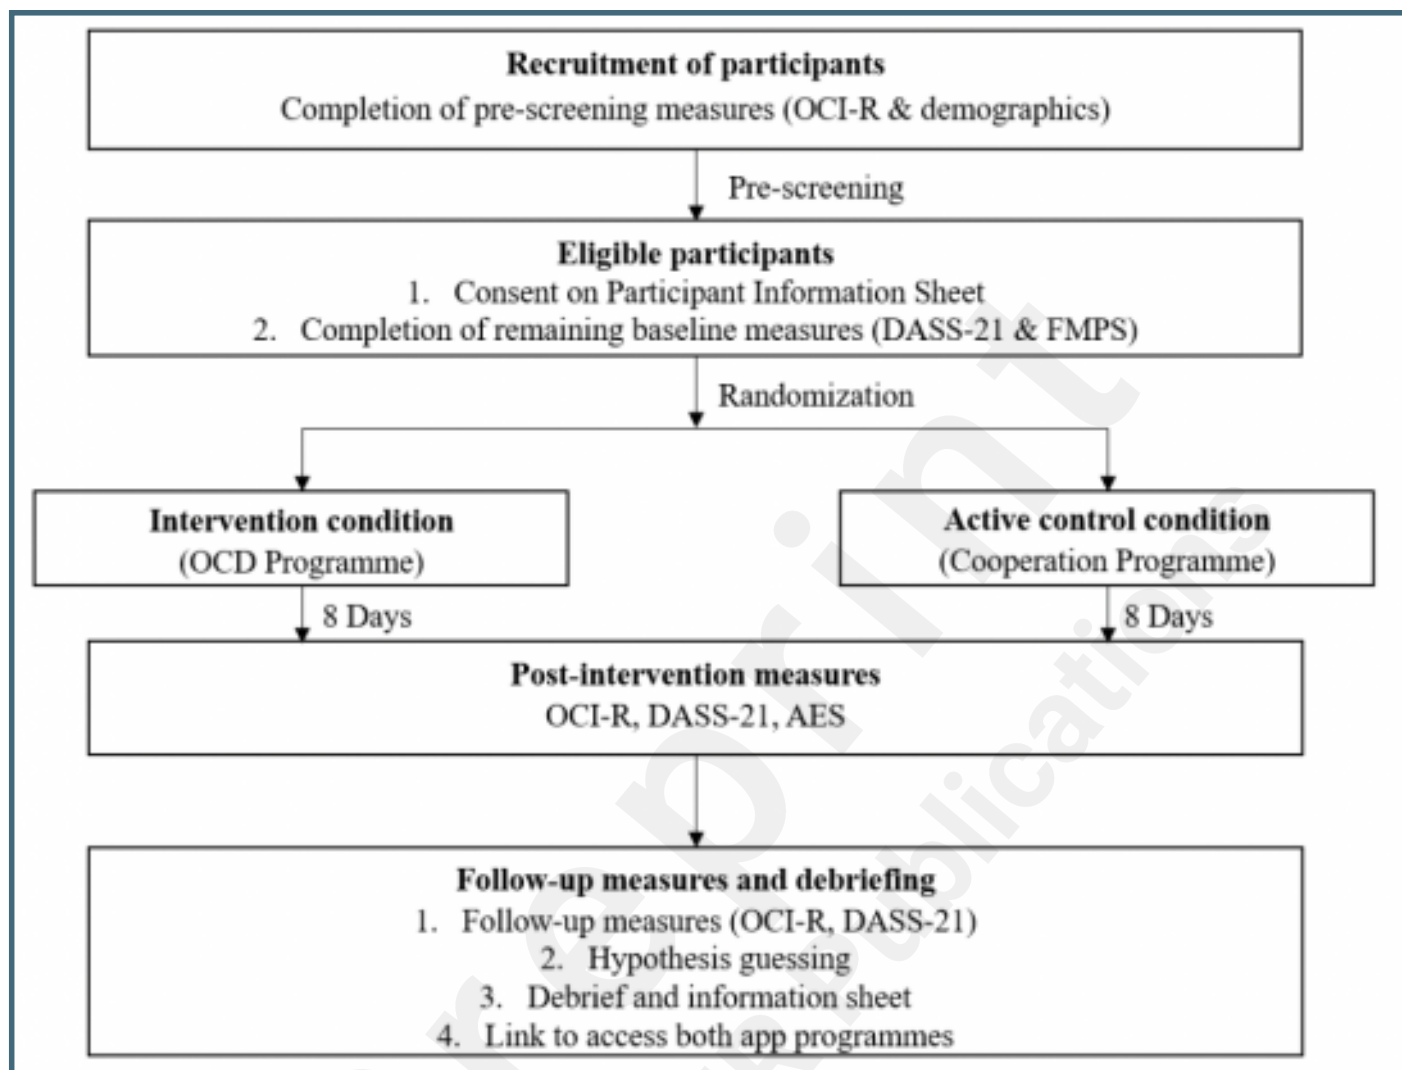 Recruitment of participants
Completion of pre-screening measures (OCI-R & demographics)
Pre-screening
Eligible participants
1. Consent on Participant Information Sheet
2. Completion of remaining baseline measures (DASS-21 & FMPS)
Randomization
Intervention condition
(OCD Programme)
Active control condition
(Cooperation Programme)
8 Days
8 Days
Post-intervention measures
OCI-R, DASS-21, AES
Follow-up measures and debriefing
1. Follow-up measures (OCI-R, DASS-21)
2. Hypothesis guessing
3. Debrief and information sheet
4. Link to access both app programmes
reprint
Publications